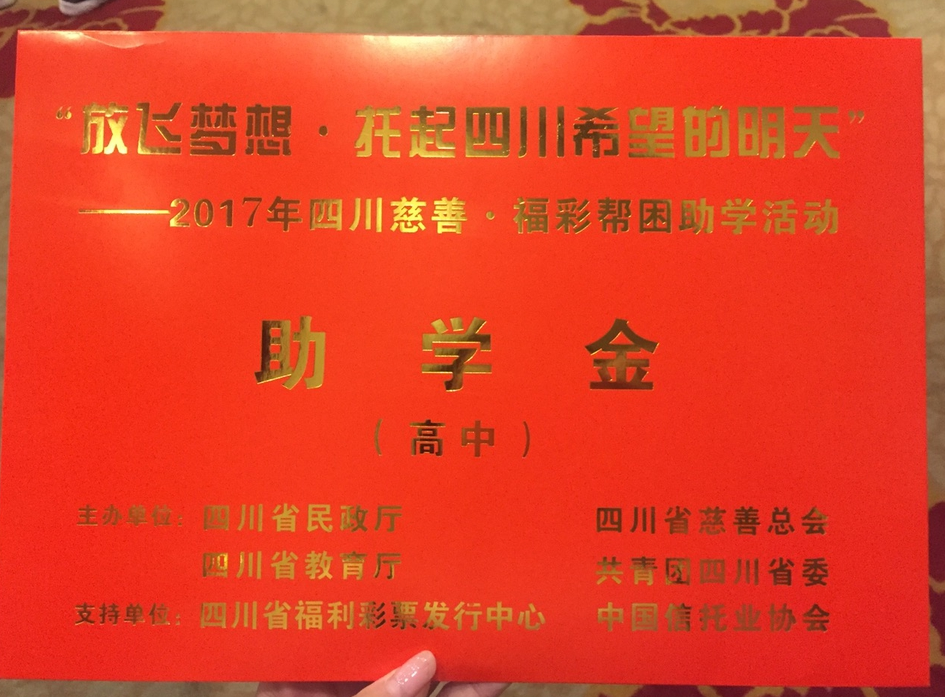 “放飞梦想·托起四川希望的明天”
——2017年四川慈善·福彩帮困助学活动
助学金
（高中）
主办单位：四川省民政厅 四川省慈善总会
四川省教育厅 共青团四川省委
支持单位：四川省福利彩票发行中心 中国信托业协会